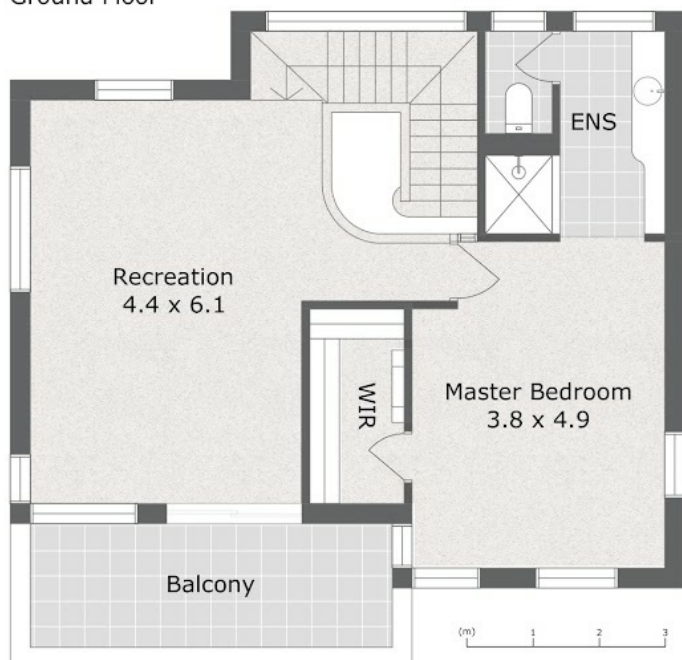 Ground Floor
ENS
Recreation
4.4 x 6.1
WIR
Master Bedroom
3.8 x 4.9
Balcony
(m) 1 2 3